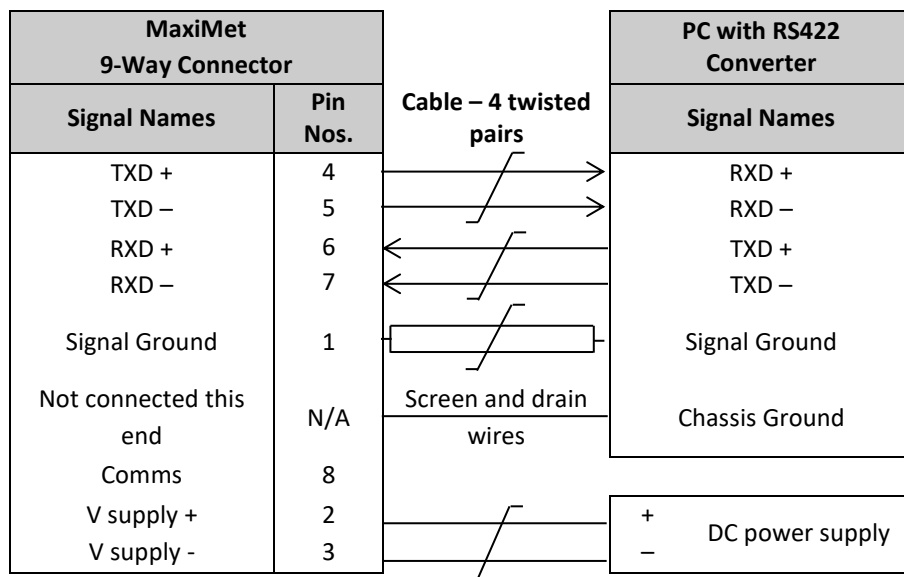 MaxiMet
9-Way Connector
PC with RS422
Converter
Signal Names
Pin
Nos.
Cable – 4 twisted
pairs
Signal Names
TXD + 4 RXD +
TXD – 5 RXD –
RXD + 6 TXD +
RXD – 7 TXD –
Signal Ground 1 Signal Ground
Not connected this
end
N/A
Screen and drain
wires
Chassis Ground
Comms 8
V supply + 2 +
V supply - 3 –
DC power supply